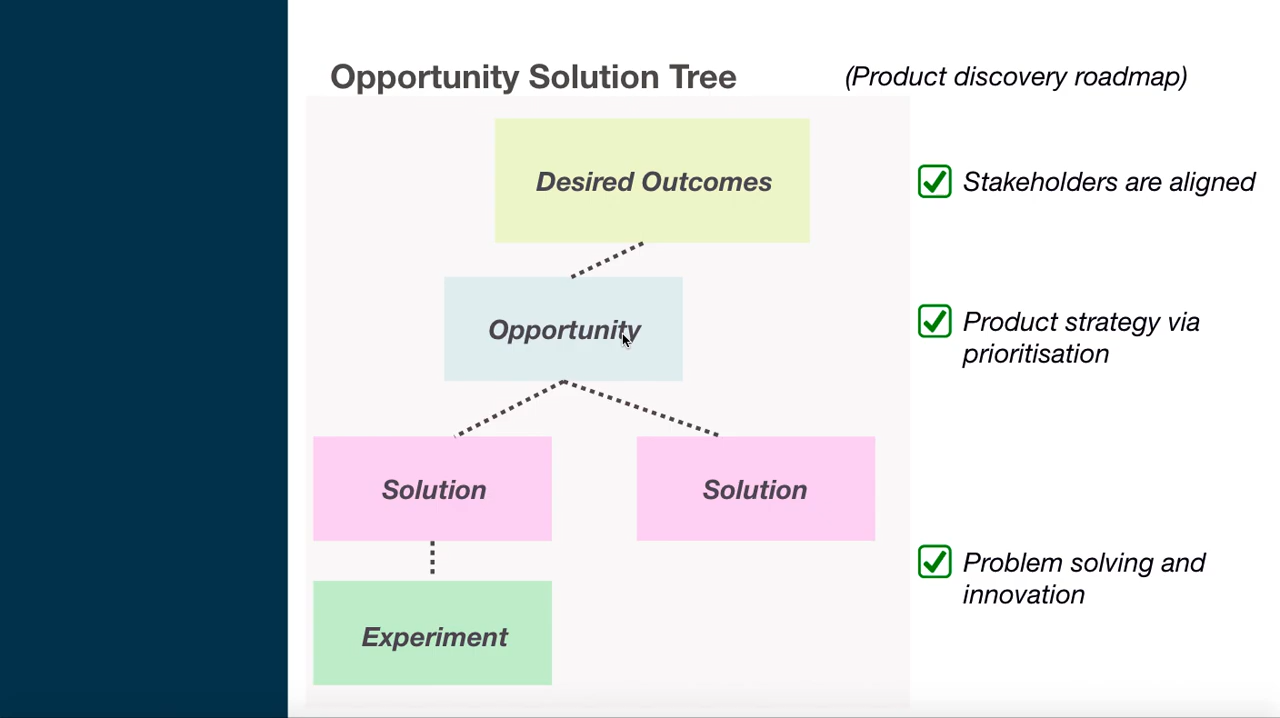 Opportunity Solution Tree
(Product discovery roadmap)
Desired Outcomes
Stakeholders are aligned
Opportunity
Product strategy via
prioritisation
Solution
Solution
Problem solving and
innovation
Experiment